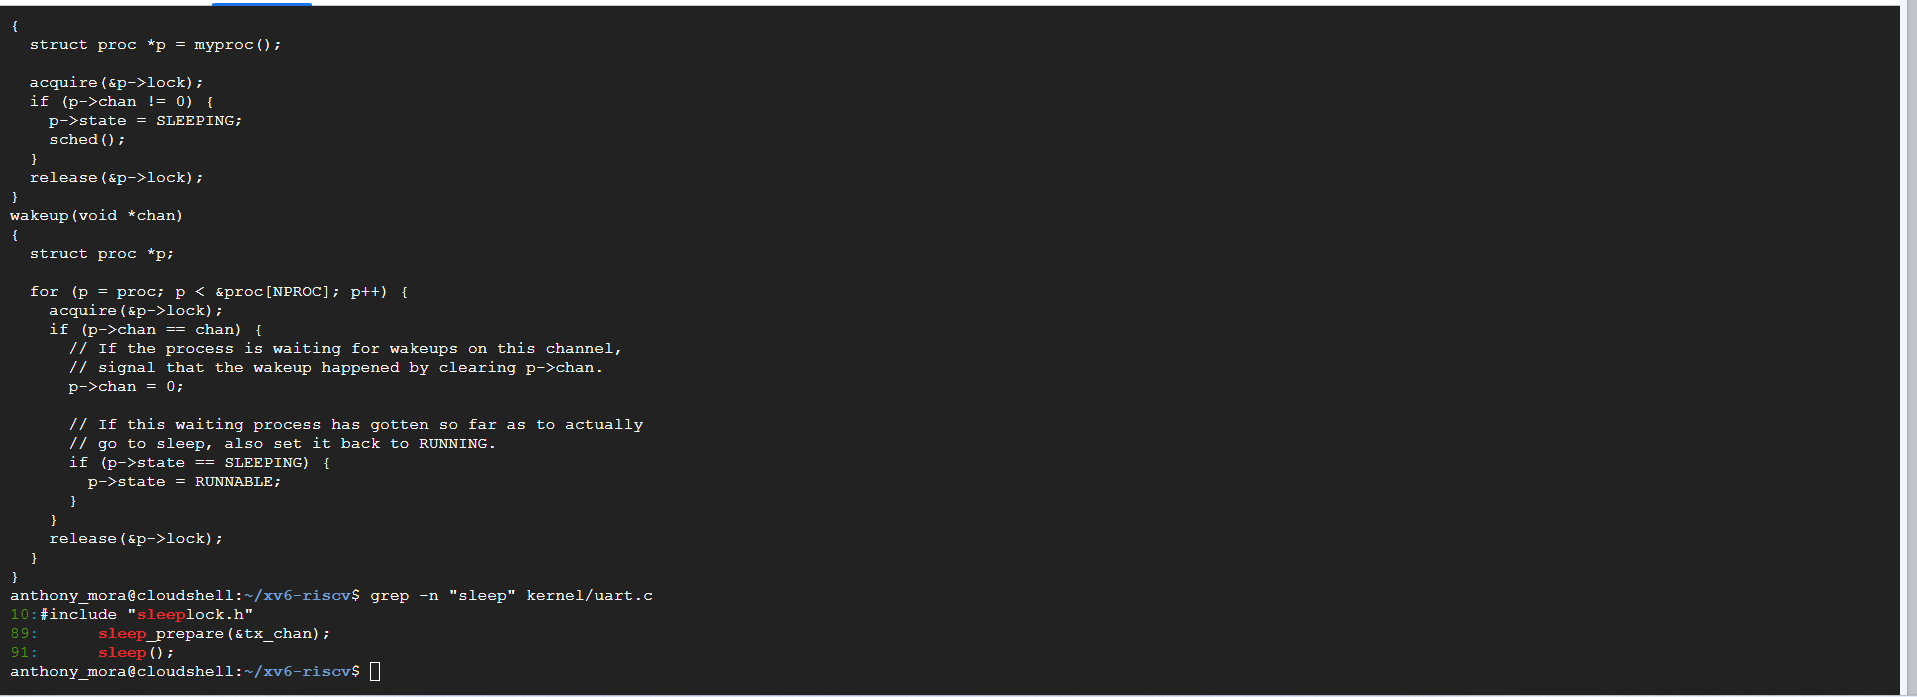 {
  struct proc *p = myproc();

  acquire(&p->lock);
  if (p->chan != 0) {
    p->state = SLEEPING;
    sched();
  }
  release(&p->lock);
}
wakeup(void *chan)
{
  struct proc *p;

  for (p = proc; p < &proc[NPROC]; p++) {
    acquire(&p->lock);
    if (p->chan == chan) {
      // If the process is waiting for wakeups on this channel,
      // signal that the wakeup happened by clearing p->chan.
      p->chan = 0;

      // If this waiting process has gotten so far as to actually
      // go to sleep, also set it back to RUNNING.
      if (p->state == SLEEPING) {
        p->state = RUNNABLE;
      }
    }
    release(&p->lock);
  }
}
anthony_mora@cloudshell:~/xv6-riscv$ grep -n "sleep" kernel/uart.c
10:#include "sleeplock.h"
89:      sleep_prepare(&tx_chan);
91:      sleep();
anthony_mora@cloudshell:~/xv6-riscv$